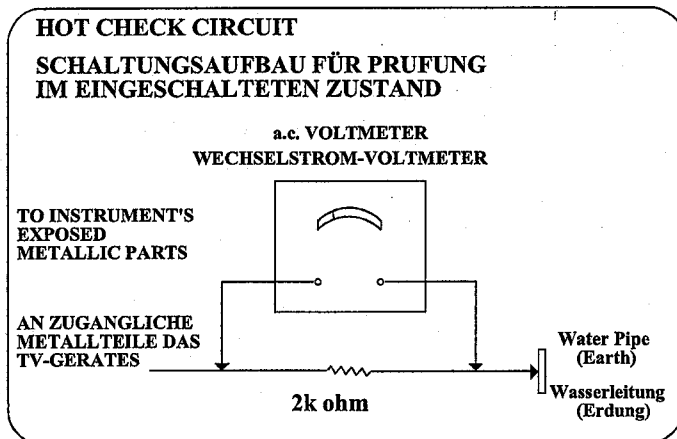 HOT CHECK CIRCUIT
SCHALTUNGSAUFBAU FÜR PRUFUNG
IM EINGESCHALTETEN ZUSTAND
a.c. VOLTMETER
WECHSELSTROM-VOLTMETER
TO INSTRUMENT'S
EXPOSED
METALLIC PARTS
AN ZUGANGLICHE
METALLTEILE DAS
TV-GERATES
Water Pipe
(Earth)
2k ohm
Wasserleitung
(Erdung)